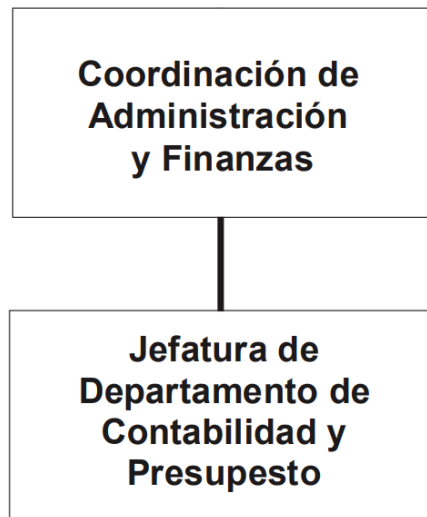 Coordinación de
Administración
y Finanzas
Jefatura de
Departamento de
Contabilidad y
Presupesto